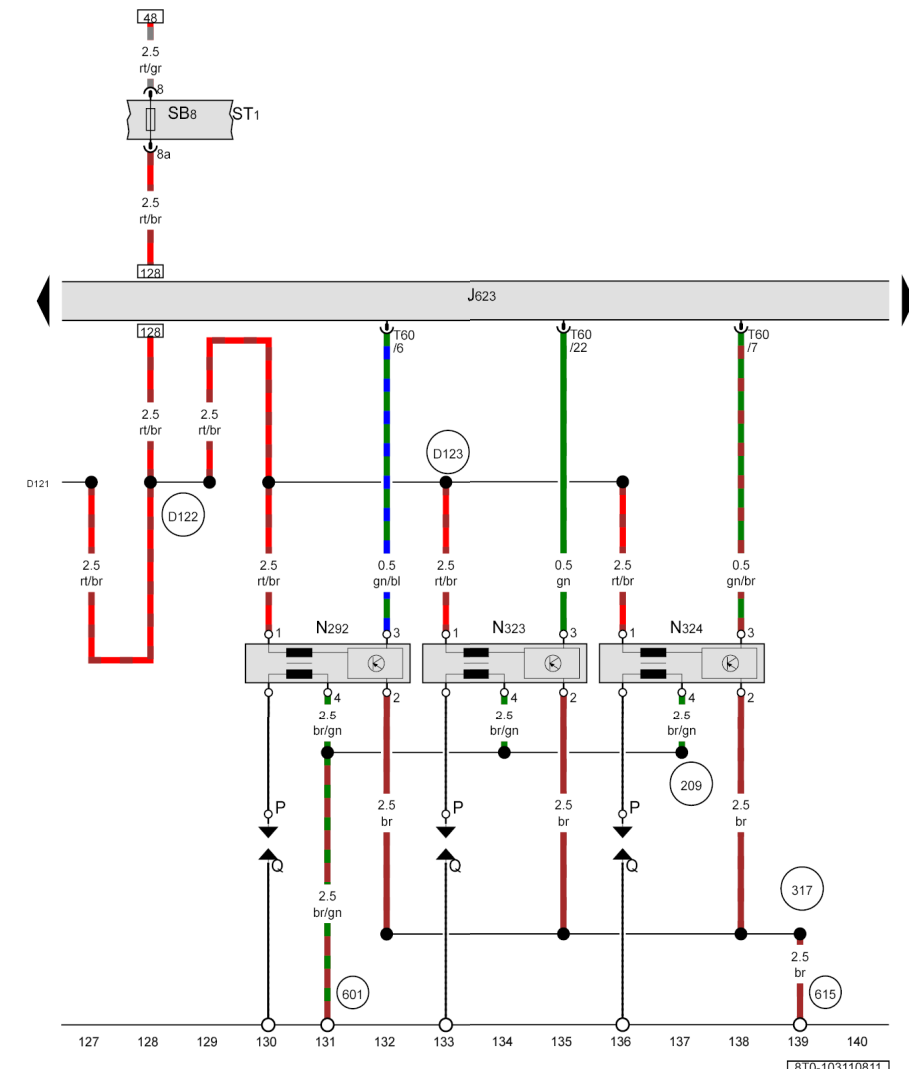 48
2.5
rt/gr
8
SB8
ST1
8a
2.5
rt/br
128
J623
128
T60
/6
T60
/22
T60
/7
2.5
rt/br
2.5
rt/br
D123
D121
D122
2.5
rt/br
2.5
rt/br
0.5
gn/bl
2.5
rt/br
0.5
gn
2.5
rt/br
0.5
gn/br
1 N292 3 1 N323 3 1 N324 3
4 2 4 2 4 2
2.5
br/gn
2.5
br/gn
2.5
br/gn
209
P
2.5
br
P
2.5
br
P
2.5
br
Q
Q
Q
317
2.5
br/gn
2.5
br
601
615
127 128 129 130 131 132 133 134 135 136 137 138 139 140
8T0-103110811